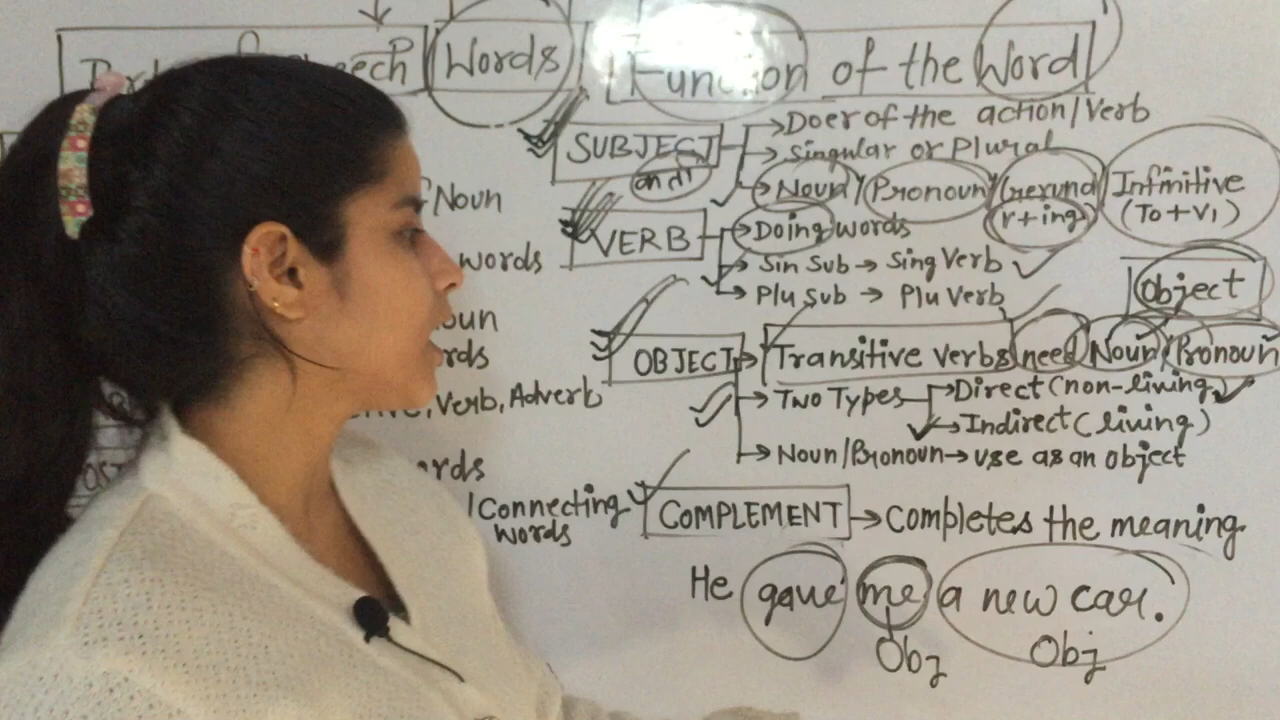 Speech Words Function of the Word
SUBJECT → Doer of the action/Verb
→ Singular or Plural
and → Noun/Pronoun/Gerund/Infinitive
(v+ing) (To+V1)
Noun
VERB → Doing words
words
→ Sin Sub → Sing Verb
→ Plu Sub → Plu Verb
Object
OBJECT → Transitive verbs need Noun/Pronoun
→ Two Types → Direct (non-living)
, Verb, Adverb
→ Indirect (living)
→ Noun/Pronoun → use as an object
/Connecting words
COMPLEMENT → Completes the meaning.
He gave me a new car.
Obj Obj